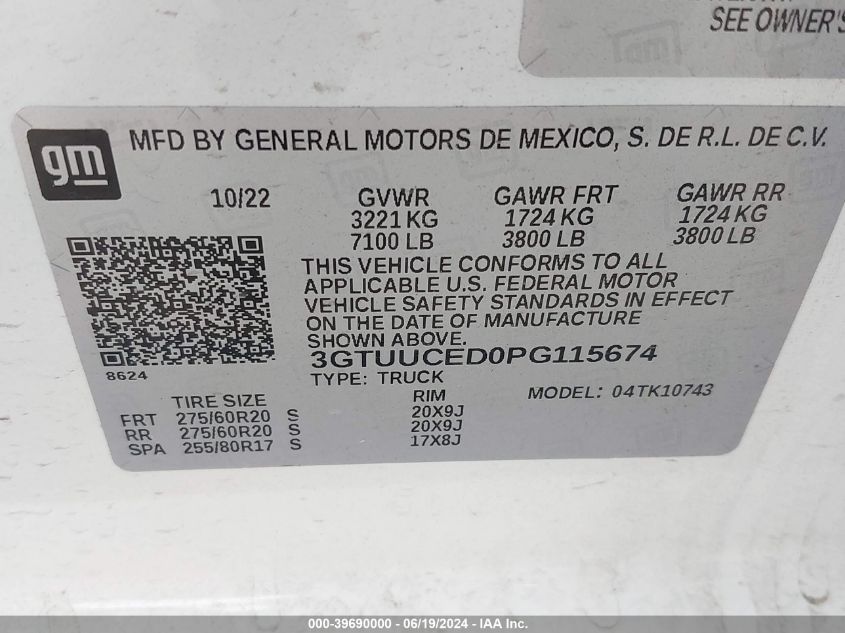 SEE OWNER'S
gm
MFD BY GENERAL MOTORS DE MEXICO, S. DE R.L. DE C.V.
10/22 GVWR GAWR FRT GAWR RR
3221 KG 1724 KG 1724 KG
7100 LB 3800 LB 3800 LB
THIS VEHICLE CONFORMS TO ALL
APPLICABLE U.S. FEDERAL MOTOR
VEHICLE SAFETY STANDARDS IN EFFECT
ON THE DATE OF MANUFACTURE
SHOWN ABOVE.
3GTUUCED0PG115674
8624
TYPE: TRUCK MODEL: 04TK10743
TIRE SIZE RIM
FRT 275/60R20 S 20X9J
RR 275/60R20 S 20X9J
SPA 255/80R17 S 17X8J
000-39690000 - 06/19/2024 - IAA Inc.